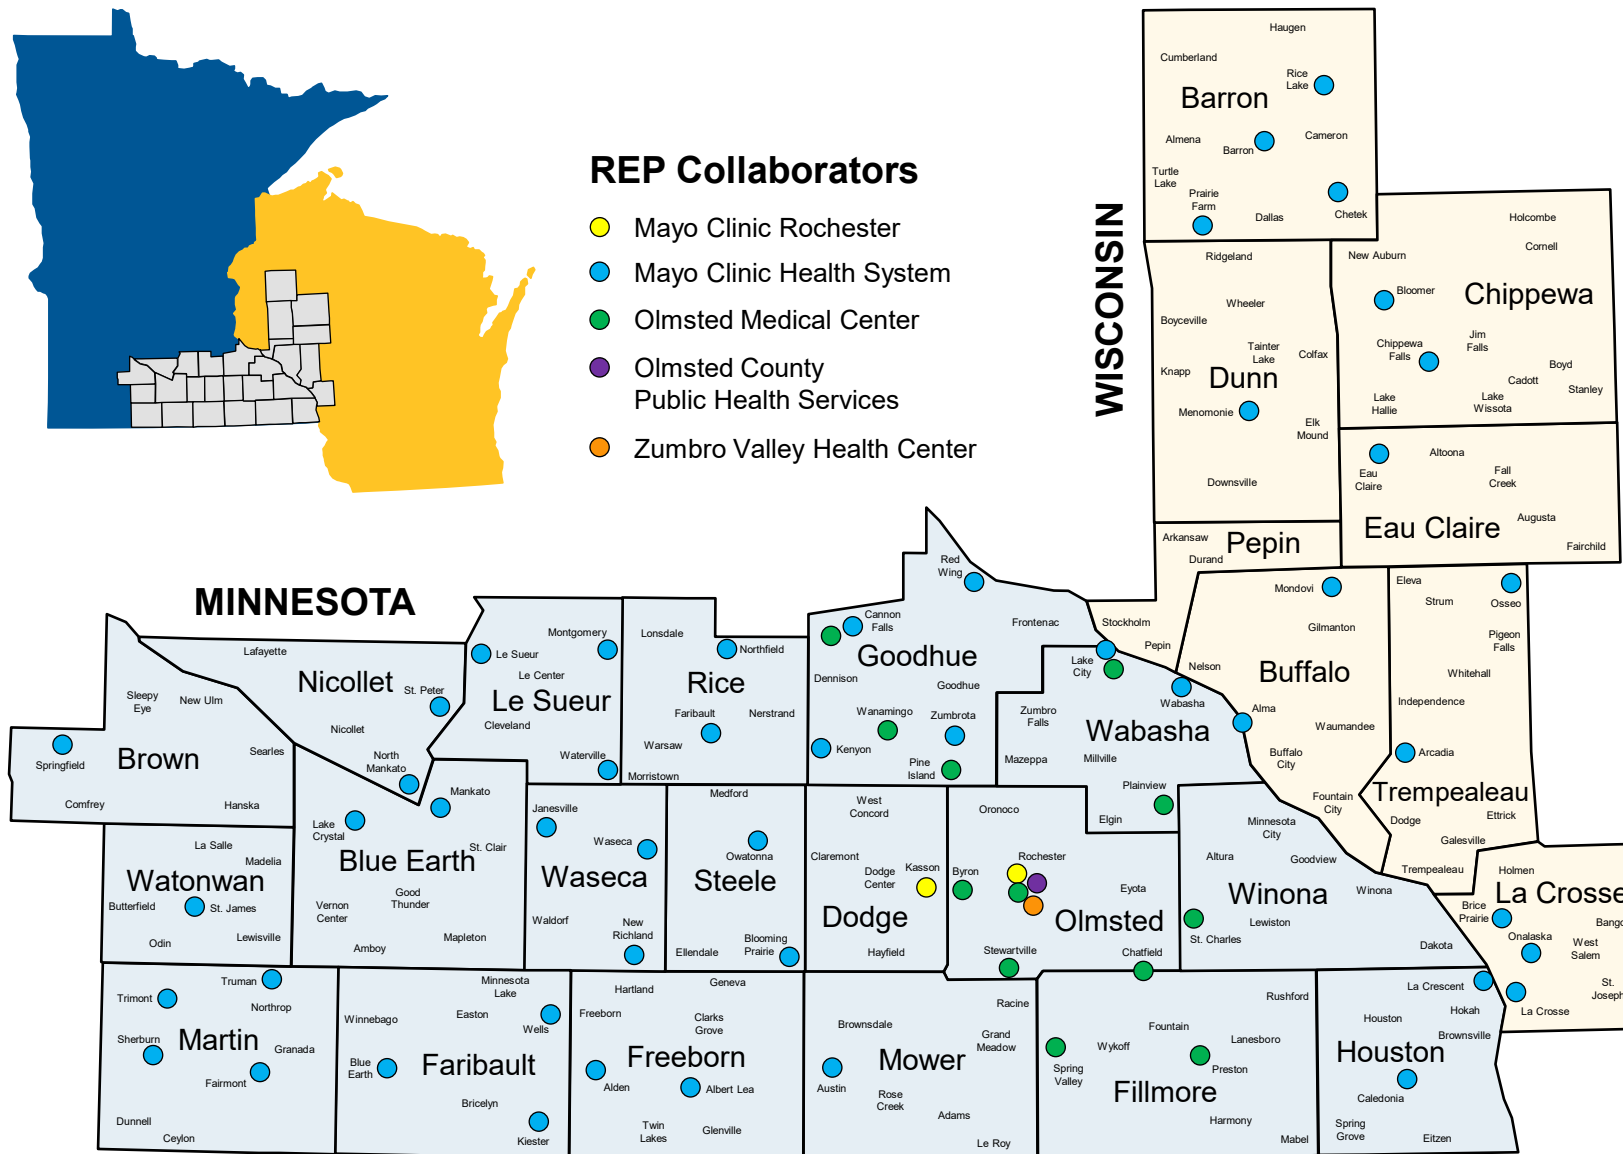 REP Collaborators
Mayo Clinic Rochester
Mayo Clinic Health System
Olmsted Medical Center
Olmsted County
Public Health Services
Zumbro Valley Health Center
WISCONSIN
Haugen
Cumberland
Rice
Lake
Barron
Almena
Cameron
Barron
Turtle
Lake
Prairie
Farm
Dallas
Chetek
Holcombe
Cornell
New Auburn
Bloomer
Chippewa
Jim
Falls
Chippewa
Falls
Boyd
Cadott
Stanley
Lake
Hallie
Lake
Wissota
Ridgeland
Wheeler
Boyceville
Tainter
Lake
Colfax
Knapp
Dunn
Menomonie
Elk
Mound
Downsville
Altoona
Eau
Claire
Fall
Creek
Augusta
Eau Claire
Fairchild
Arkansaw
Pepin
Durand
Stockholm
Pepin
Mondovi
Gilmanton
Nelson
Buffalo
Alma
Waumandee
Buffalo
City
Fountain
City
Eleva
Strum
Osseo
Pigeon
Falls
Whitehall
Independence
Arcadia
Trempealeau
Dodge
Ettrick
Galesville
Trempealeau
Holmen
La Crosse
Brice
Prairie
Bango
Onalaska
West
Salem
St.
Joseph
La Crosse
MINNESOTA
Lafayette
Nicollet
St. Peter
Nicollet
North
Mankato
Sleepy
Eye
New Ulm
Brown
Searles
Springfield
Comfrey
Hanska
Montgomery
Le Sueur
Le Center
Le Sueur
Cleveland
Waterville
Lonsdale
Northfield
Rice
Faribault
Nerstrand
Warsaw
Morristown
Red
Wing
Cannon
Falls
Frontenac
Goodhue
Dennison
Goodhue
Wanamingo
Zumbrota
Kenyon
Pine
Island
Lake
City
Wabasha
Zumbro
Falls
Wabasha
Mazeppa
Millville
Plainview
Elgin
La Salle
Madelia
Watonwan
Butterfield
St. James
Odin
Lewisville
Mankato
Lake
Crystal
St. Clair
Blue Earth
Good
Thunder
Vernon
Center
Mapleton
Amboy
Janesville
Waseca
Waseca
Waldorf
New
Richland
Medford
Owatonna
Steele
Ellendale
Blooming
Prairie
West
Concord
Claremont
Dodge
Center
Kasson
Dodge
Hayfield
Oronoco
Rochester
Byron
Eyota
Olmsted
Stewartville
Chatfield
Minnesota
City
Altura
Goodview
Winona
Winona
Lewiston
St. Charles
Dakota
Truman
Trimont
Northrop
Sherburn
Martin
Granada
Fairmont
Dunnell
Ceylon
Minnesota
Lake
Winnebago
Easton
Wells
Blue
Earth
Faribault
Bricelyn
Kiester
Hartland
Geneva
Freeborn
Clarks
Grove
Freeborn
Alden
Albert Lea
Twin
Lakes
Glenville
Racine
Brownsdale
Grand
Meadow
Mower
Austin
Rose
Creek
Adams
Le Roy
Rushford
Fountain
Wykoff
Lanesboro
Spring
Valley
Preston
Fillmore
Harmony
Mabel
La Crescent
Hokah
Houston
Brownsville
Houston
Caledonia
Spring
Grove
Eitzen